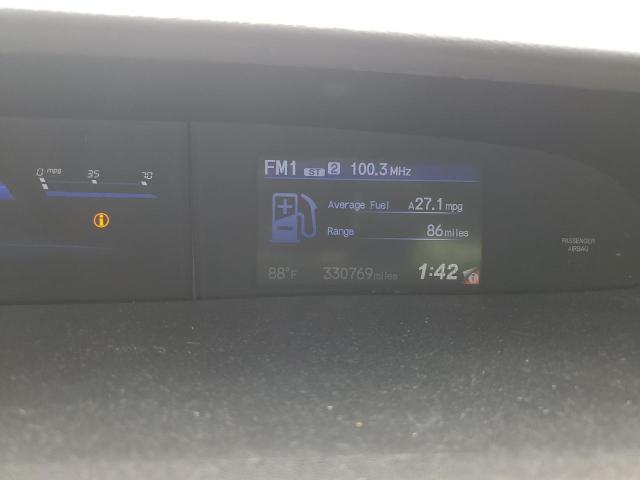 FM1 ST 2 100.3 MHz
0 mpg 35 70
Average Fuel A27.1 mpg
Range 86 miles
PASSENGER
AIRBAG
88°F 330769 miles 1:42